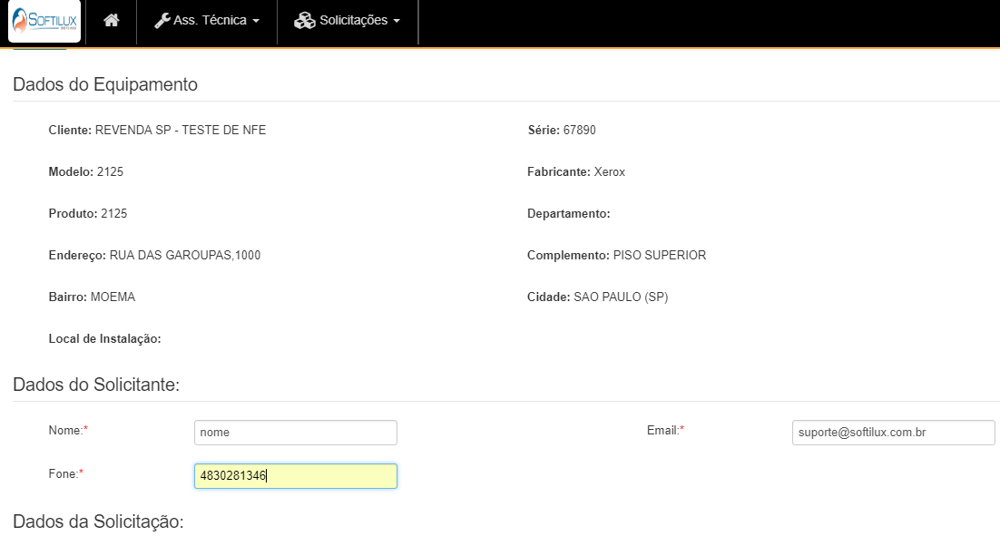 SOFTILUX
Ass. Técnica
Solicitações
Dados do Equipamento
Cliente: REVENDA SP - TESTE DE NFE
Série: 67890
Modelo: 2125
Fabricante: Xerox
Produto: 2125
Departamento:
Endereço: RUA DAS GAROUPAS,1000
Complemento: PISO SUPERIOR
Bairro: MOEMA
Cidade: SAO PAULO (SP)
Local de Instalação:
Dados do Solicitante:
Nome:* nome
Email:* suporte@softilux.com.br
Fone:* 4830281346
Dados da Solicitação: